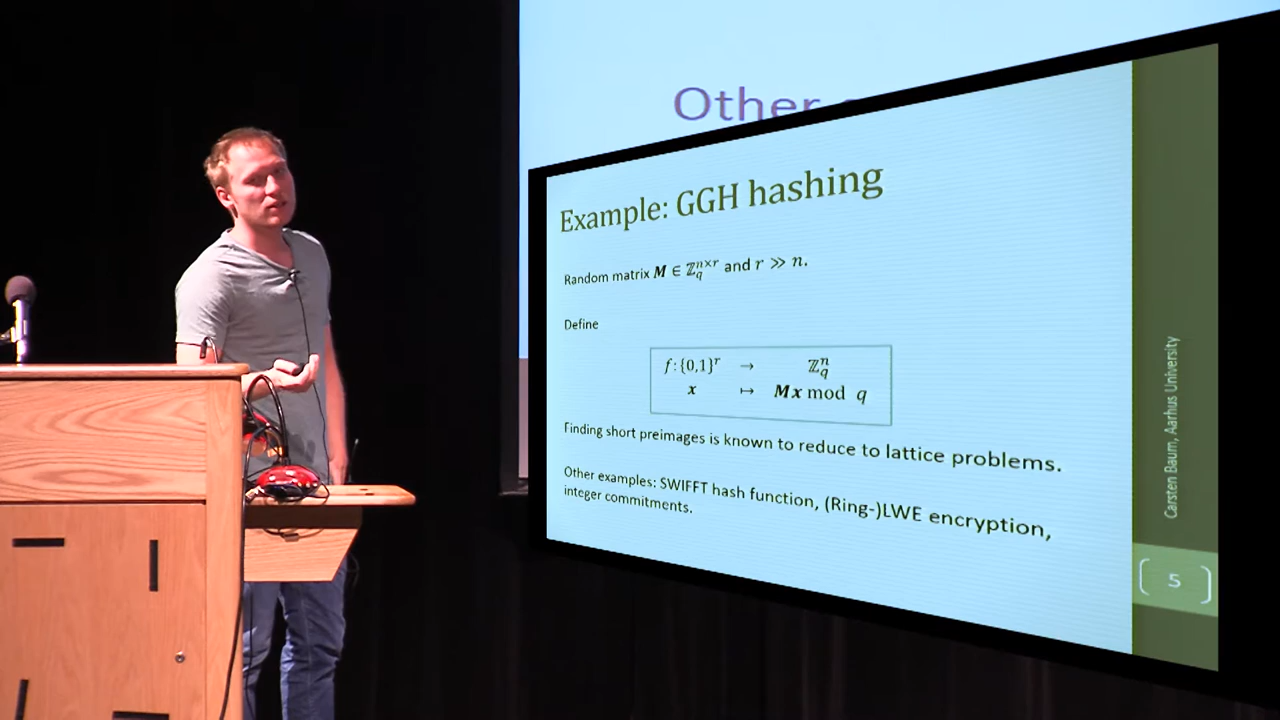 Other
Example: GGH hashing
Random matrix M ∈ ℤ_q^{n×r} and r ≫ n.
Define
f:{0,1}^r → ℤ_q^n
x ↦ Mx mod q
Finding short preimages is known to reduce to lattice problems.
Other examples: SWIFFT hash function, (Ring-)LWE encryption,
integer commitments.
Carsten Baum, Aarhus University
5